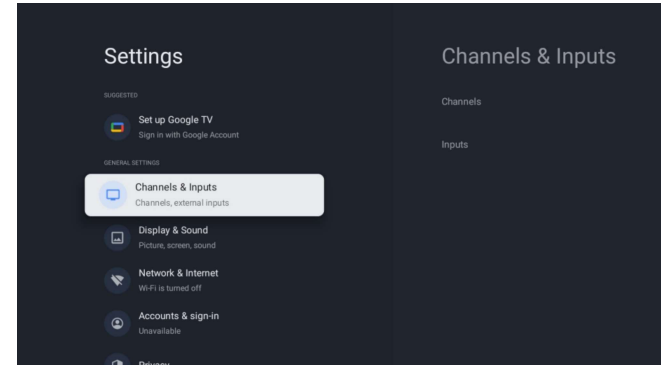 Settings
SUGGESTED
Set up Google TV
Sign in with Google Account
GENERAL SETTINGS
Channels & Inputs
Channels, external inputs
Display & Sound
Picture, screen, sound
Network & Internet
Wi-Fi is turned off
Accounts & sign-in
Unavailable
Privacy
Channels & Inputs
Channels
Inputs